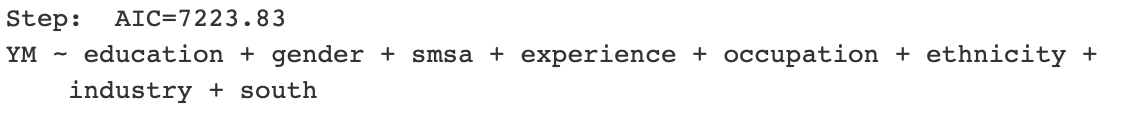 Step:  AIC=7223.83
YM ~ education + gender + smsa + experience + occupation + ethnicity +
    industry + south